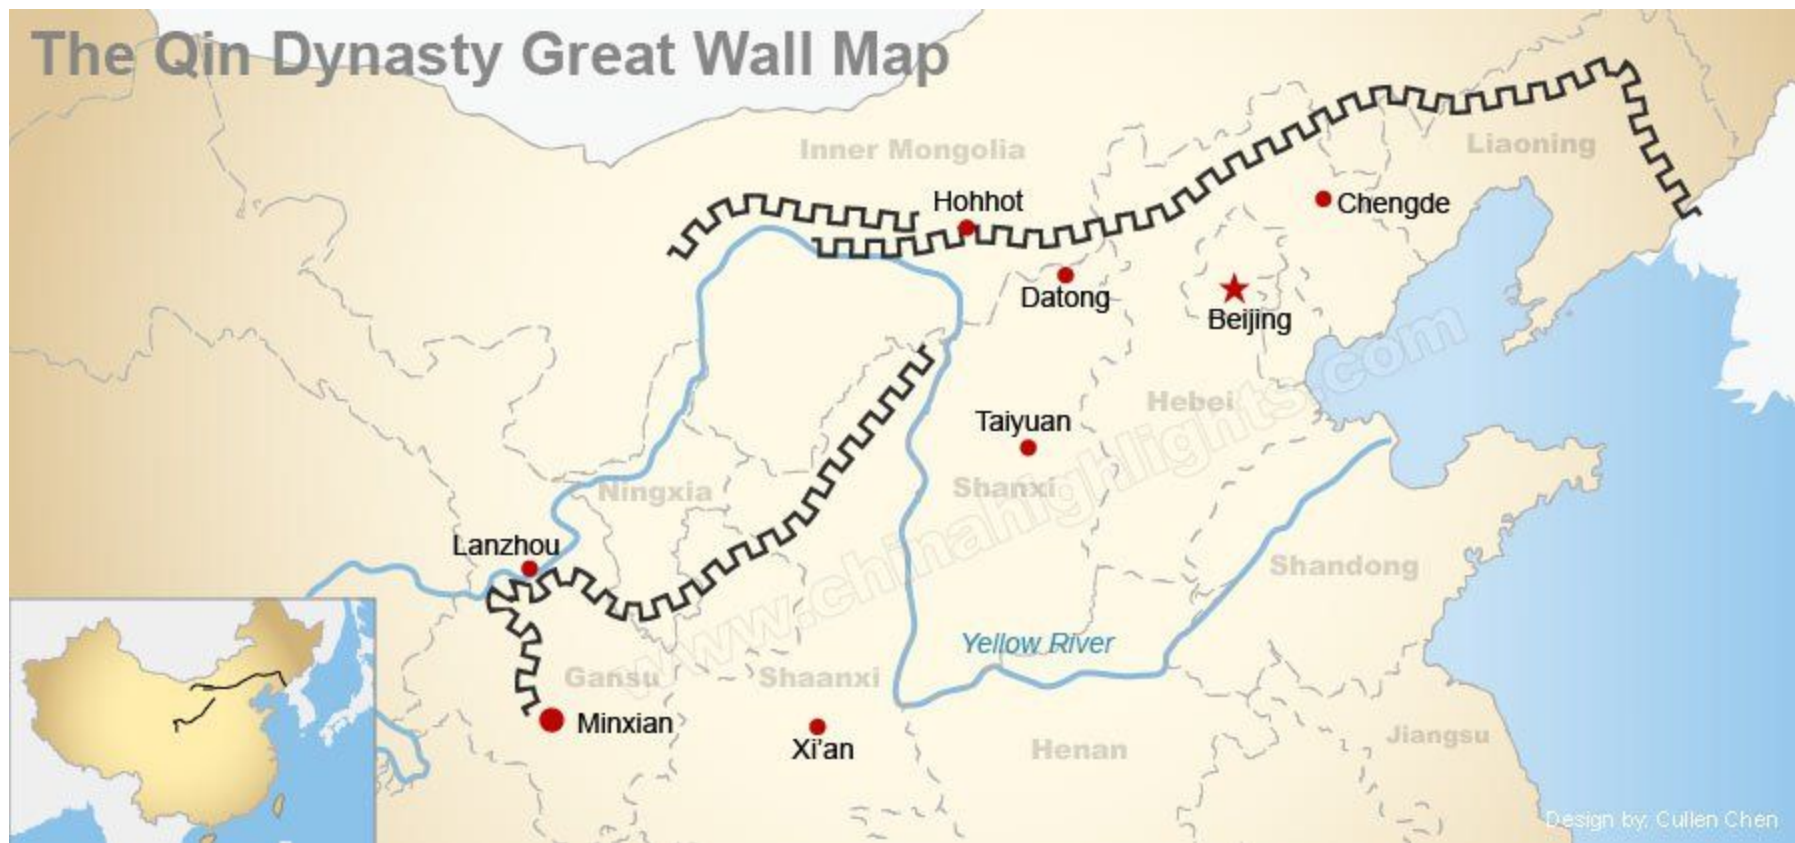 The Qin Dynasty Great Wall Map
Inner Mongolia
Liaoning
Hohhot
Chengde
Datong
Beijing
www.chinahighlights.com
Hebei
Taiyuan
Shanxi
Ningxia
Lanzhou
Shandong
Yellow River
Gansu
Shaanxi
Minxian
Xi'an
Henan
Jiangsu
Design by: Cullen Chen